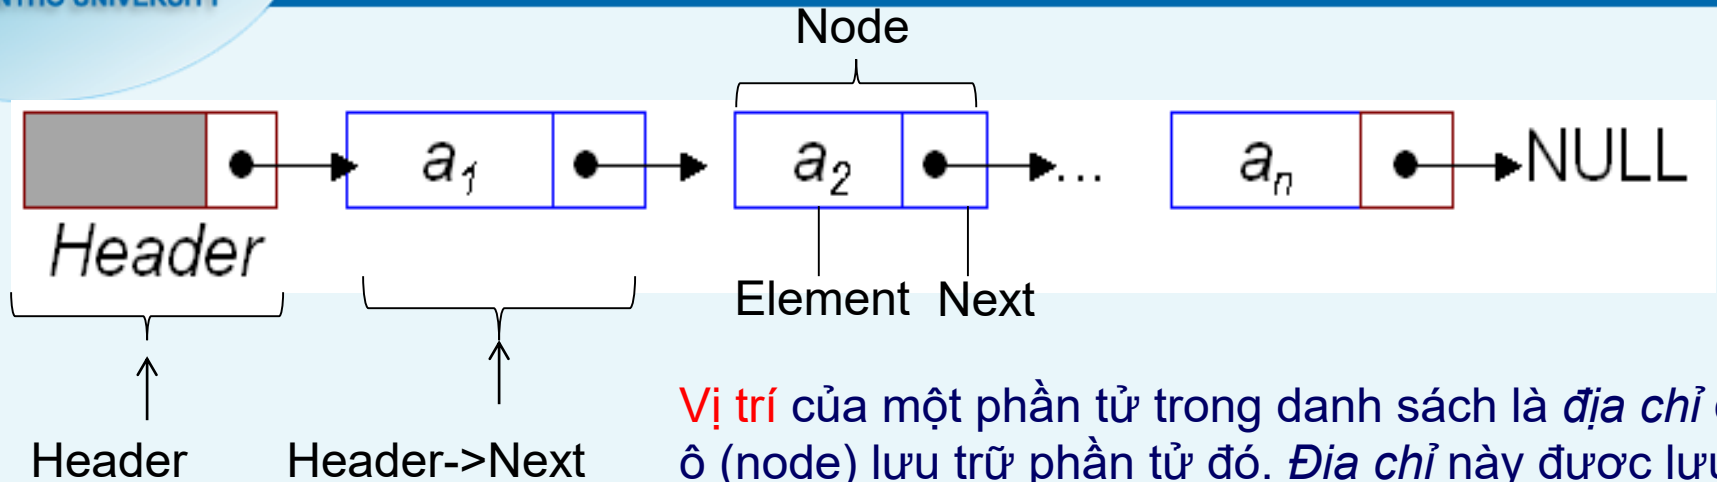 Node
a1 a2 ... an NULL
Header
Element Next
Header Header->Next
Vị trí của một phần tử trong danh sách là địa chỉ
ô (node) lưu trữ phần tử đó. Địa chỉ này được lưu